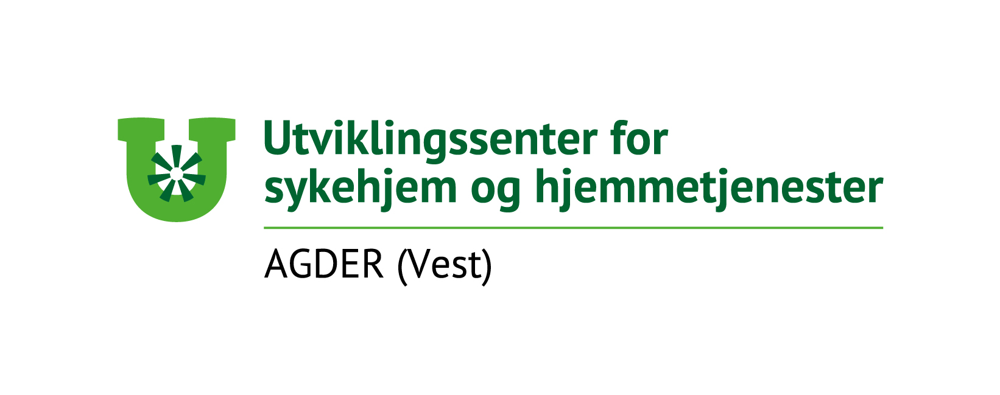 Utviklingssenter for
sykehjem og hjemmetjenester
AGDER (Vest)